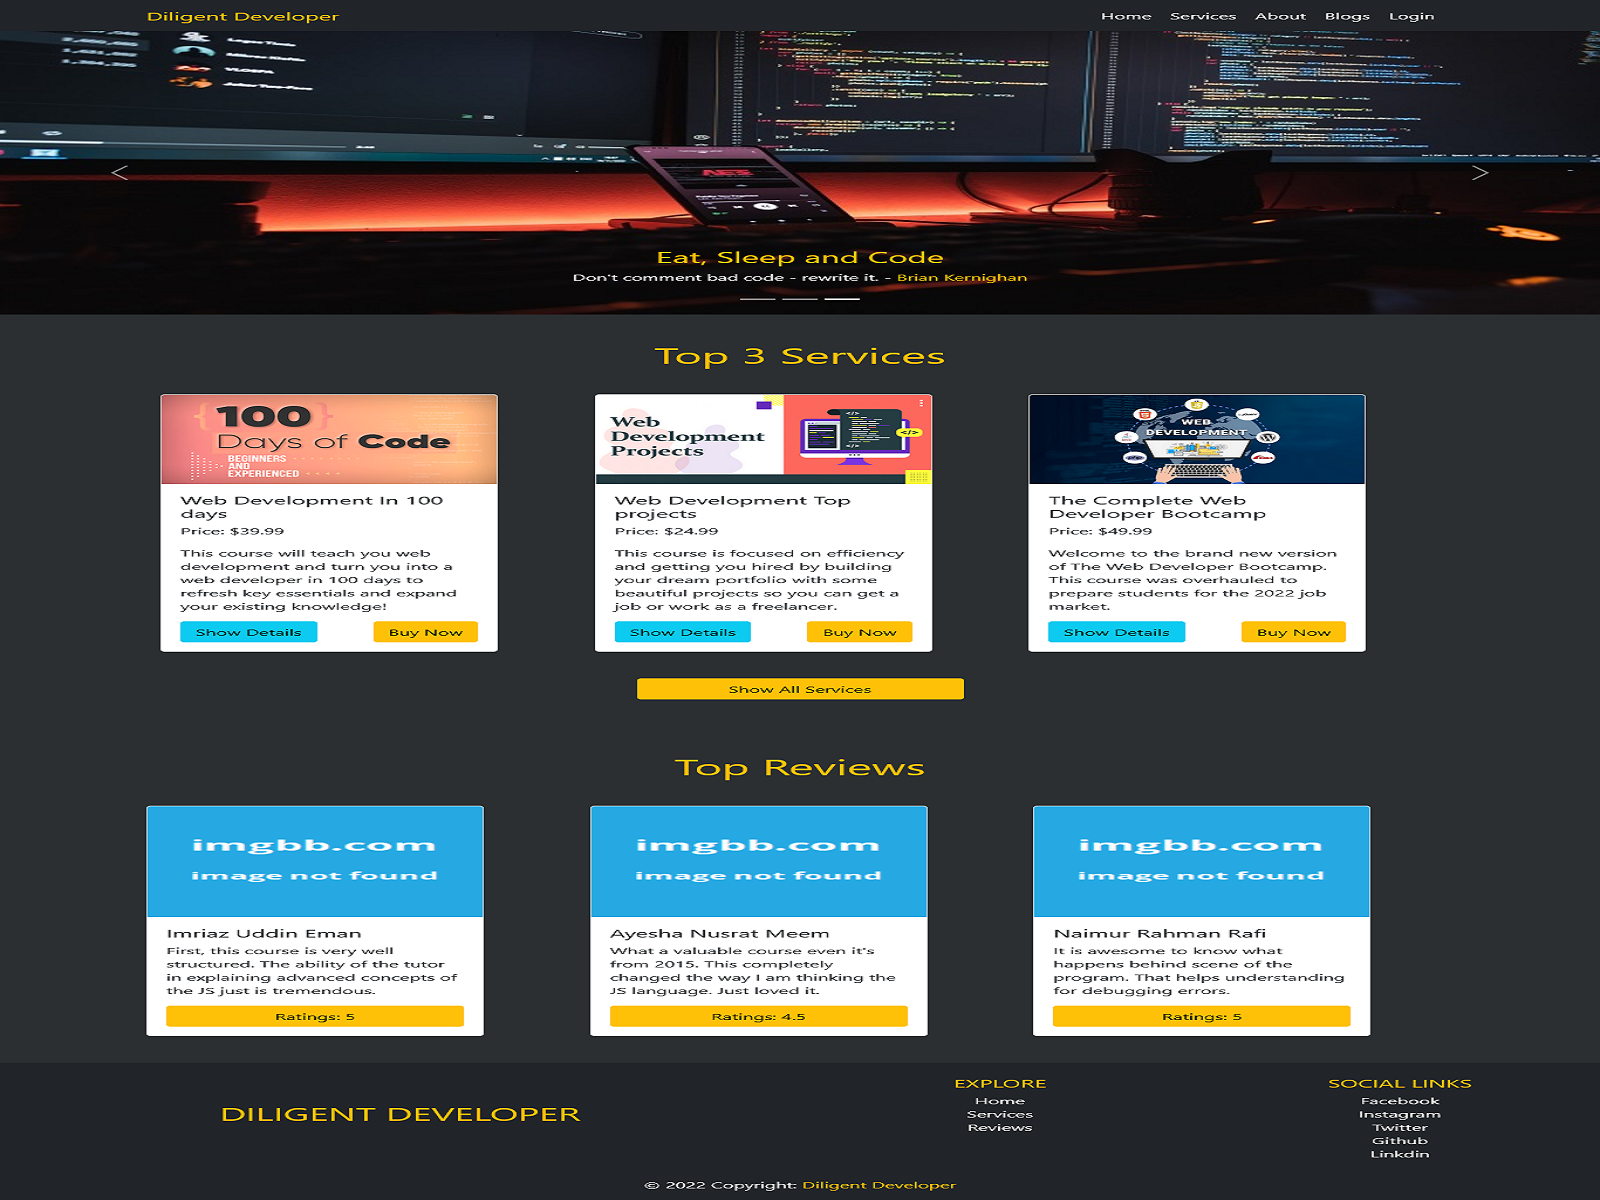 Diligent Developer
Home Services About Blogs Login
Eat, Sleep and Code
Don't comment bad code - rewrite it. - Brian Kernighan
Top 3 Services
{100}
Days of Code
BEGINNERS
AND
EXPERIENCED
Web Development In 100
days
Price: $39.99
This course will teach you web
development and turn you into a
web developer in 100 days to
refresh key essentials and expand
your existing knowledge!
Show Details Buy Now
Web
Development
Projects
</>
</>
</>
Web Development Top
projects
Price: $24.99
This course is focused on efficiency
and getting you hired by building
your dream portfolio with some
beautiful projects so you can get a
job or work as a freelancer.
Show Details Buy Now
WEB
DEVELOPMENT
The Complete Web
Developer Bootcamp
Price: $49.99
Welcome to the brand new version
of The Web Developer Bootcamp.
This course was overhauled to
prepare students for the 2022 job
market.
Show Details Buy Now
Show All Services
Top Reviews
imgbb.com
image not found
Imriaz Uddin Eman
First, this course is very well
structured. The ability of the tutor
in explaining advanced concepts of
the JS just is tremendous.
Ratings: 5
imgbb.com
image not found
Ayesha Nusrat Meem
What a valuable course even it's
from 2015. This completely
changed the way I am thinking the
JS language. Just loved it.
Ratings: 4.5
imgbb.com
image not found
Naimur Rahman Rafi
It is awesome to know what
happens behind scene of the
program. That helps understanding
for debugging errors.
Ratings: 5
DILIGENT DEVELOPER
EXPLORE
Home
Services
Reviews
SOCIAL LINKS
Facebook
Instagram
Twitter
Github
Linkdin
© 2022 Copyright: Diligent Developer